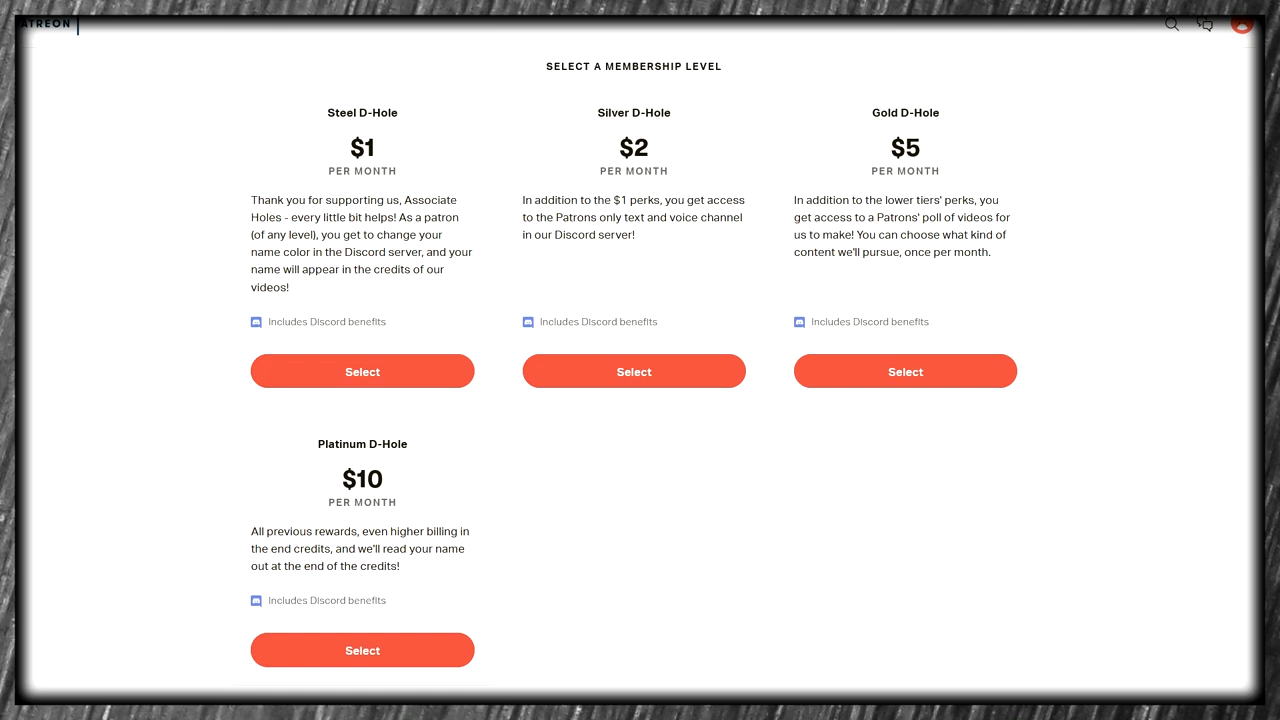 ATREON
SELECT A MEMBERSHIP LEVEL
Steel D-Hole
$1
PER MONTH
Thank you for supporting us, Associate
Holes - every little bit helps! As a patron
(of any level), you get to change your
name color in the Discord server, and your
name will appear in the credits of our
videos!
Includes Discord benefits
Select
Silver D-Hole
$2
PER MONTH
In addition to the $1 perks, you get access
to the Patrons only text and voice channel
in our Discord server!
Includes Discord benefits
Select
Gold D-Hole
$5
PER MONTH
In addition to the lower tiers' perks, you
get access to a Patrons' poll of videos for
us to make! You can choose what kind of
content we'll pursue, once per month.
Includes Discord benefits
Select
Platinum D-Hole
$10
PER MONTH
All previous rewards, even higher billing in
the end credits, and we'll read your name
out at the end of the credits!
Includes Discord benefits
Select